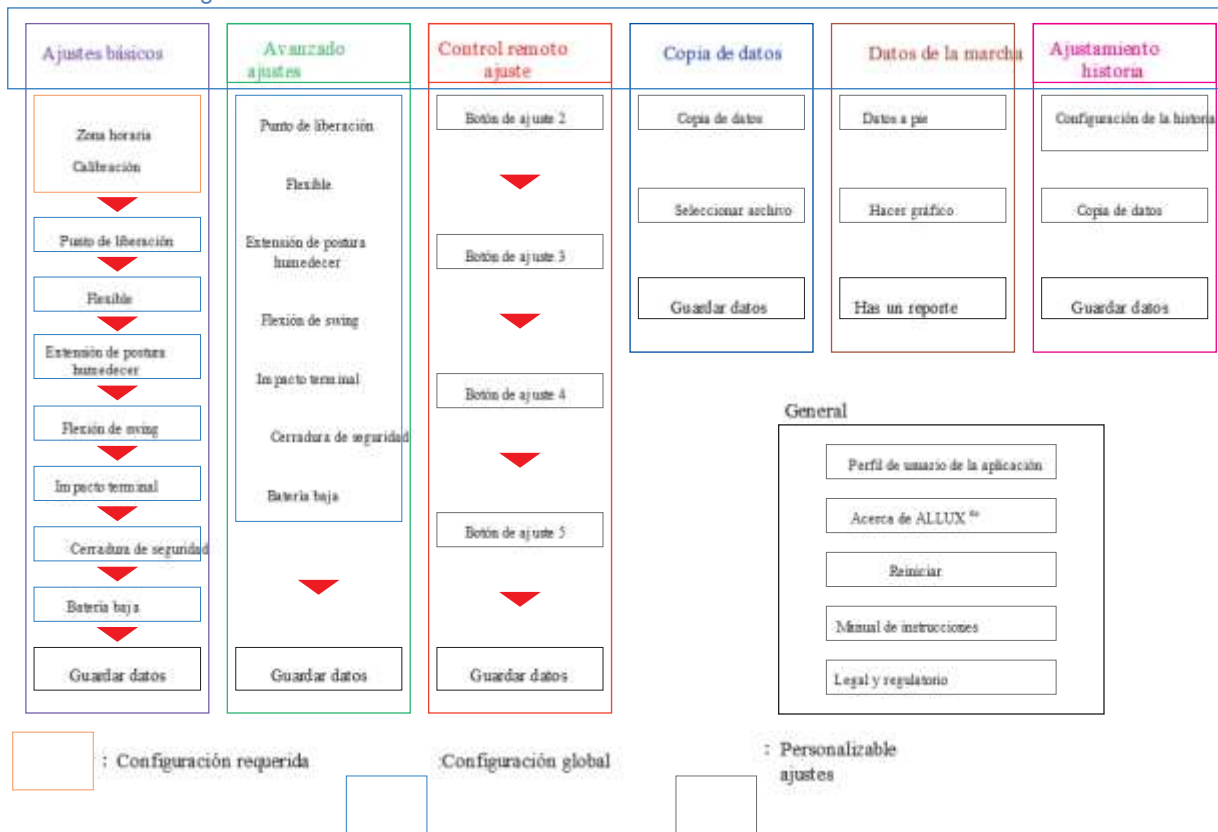 Ajustes básicos
Zona horaria
Calibración
Punto de liberación
Flexible
Extensión de postura
humedecer
Flexión de swing
Impacto terminal
Cerradura de seguridad
Batería baja
Guardar datos
Avanzado
ajustes
Punto de liberación
Flexible
Extensión de postura
humedecer
Flexión de swing
Impacto terminal
Cerradura de seguridad
Batería baja
Guardar datos
Control remoto
ajuste
Botón de ajuste 2
Botón de ajuste 3
Botón de ajuste 4
Botón de ajuste 5
Guardar datos
Copia de datos
Copia de datos
Seleccionar archivo
Guardar datos
Datos de la marcha
Datos a pie
Hacer gráfico
Has un reporte
Ajustamiento
historia
Configuración de la historia
Copia de datos
Guardar datos
General
Perfil de usuario de la aplicación
Acerca de ALLUX
Reiniciar
Manual de instrucciones
Legal y regulatorio
: Configuración requerida
:Configuración global
: Personalizable
ajustes